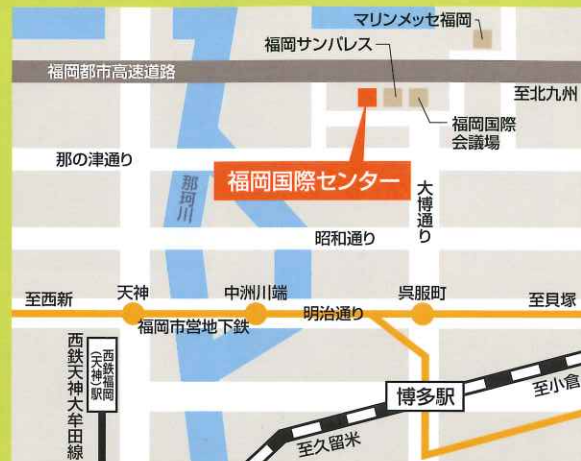 マリンメッセ福岡
福岡サンパレス
福岡都市高速道路
至北九州
福岡国際
会議場
那の津通り
福岡国際センター
那珂川
大博通り
昭和通り
至西新
天神
中洲川端
呉服町
至貝塚
明治通り
福岡市営地下鉄
西鉄福岡
(天神)駅
西鉄天神大牟田線
博多駅
至小倉
至久留米